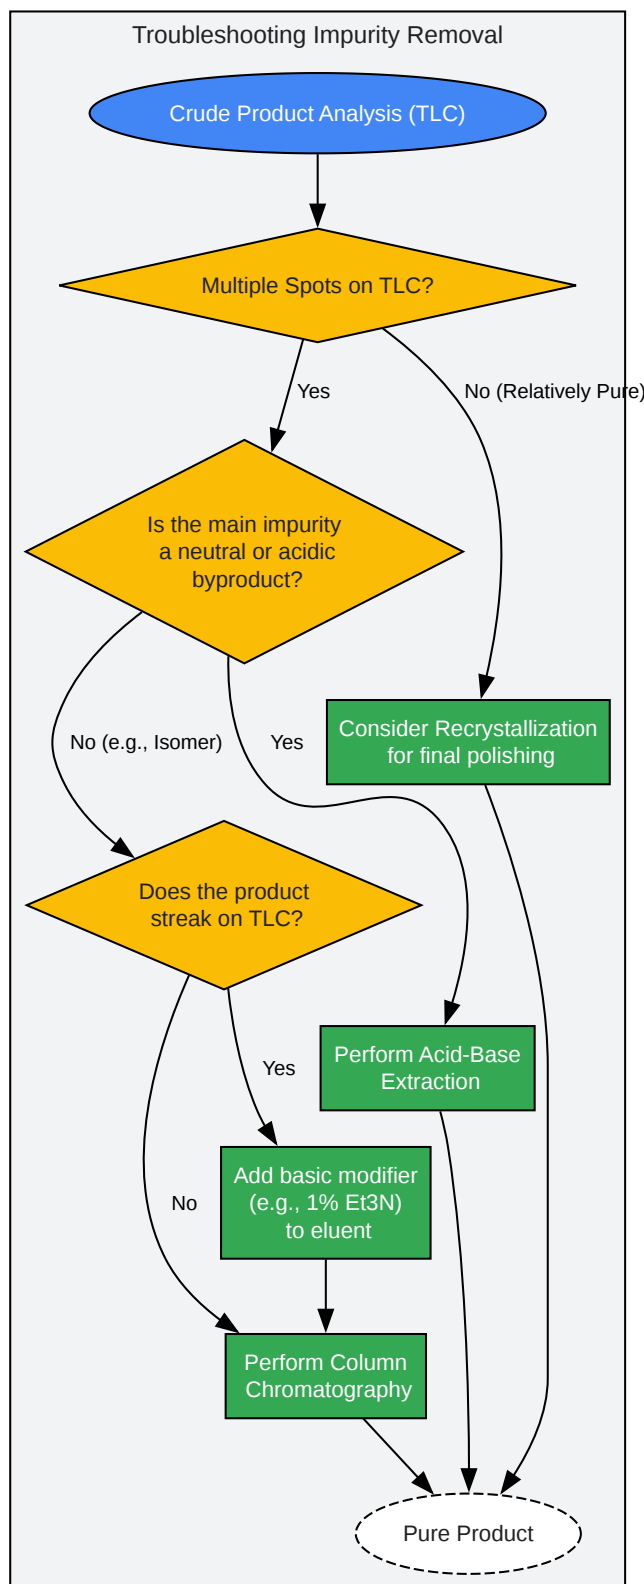 Troubleshooting Impurity Removal
Crude Product Analysis (TLC)
Multiple Spots on TLC?
Yes
No (Relatively Pure)
Is the main impurity
a neutral or acidic
byproduct?
No (e.g., Isomer)
Yes
Consider Recrystallization
for final polishing
Does the product
streak on TLC?
Yes
No
Perform Acid-Base
Extraction
Add basic modifier
(e.g., 1% Et3N)
to eluent
Perform Column
Chromatography
Pure Product